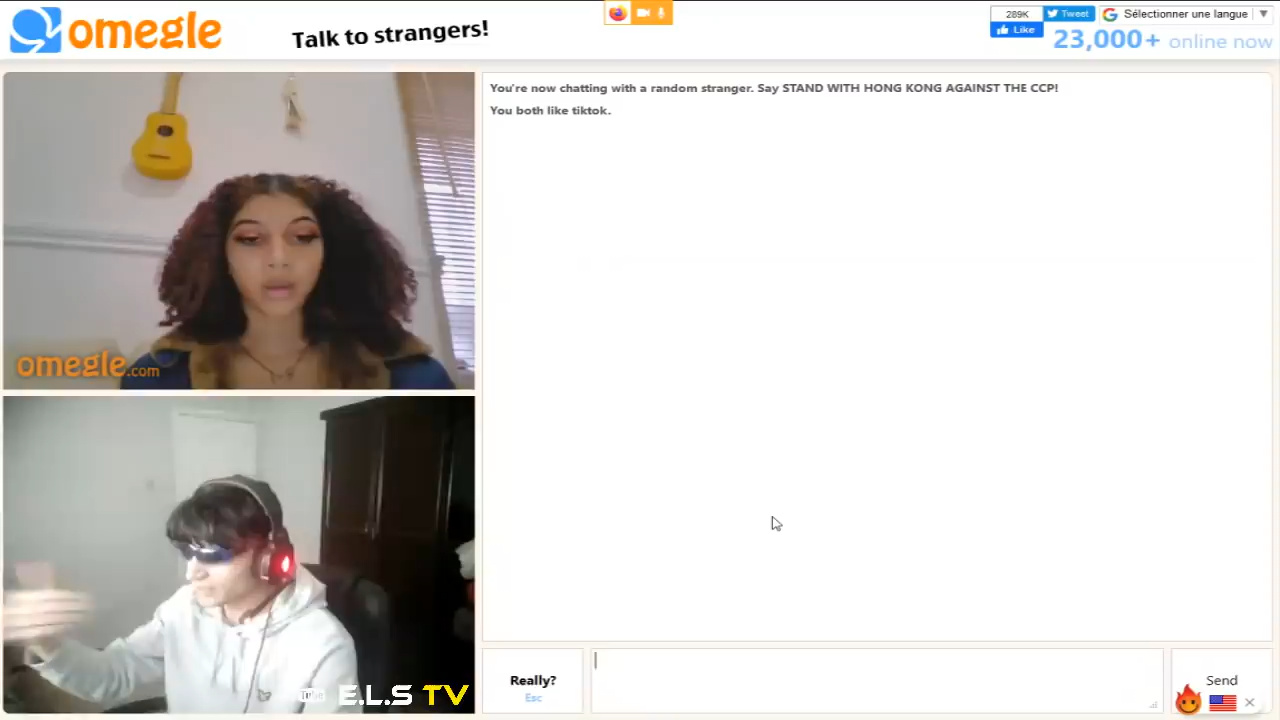 omegle
Talk to strangers!
289K
Like
Tweet
G Sélectionner une langue ▼
23,000+ online now
You're now chatting with a random stranger. Say STAND WITH HONG KONG AGAINST THE CCP!
You both like tiktok.
omegle.com
Tube E.L.S TV
Really?
Esc
Send